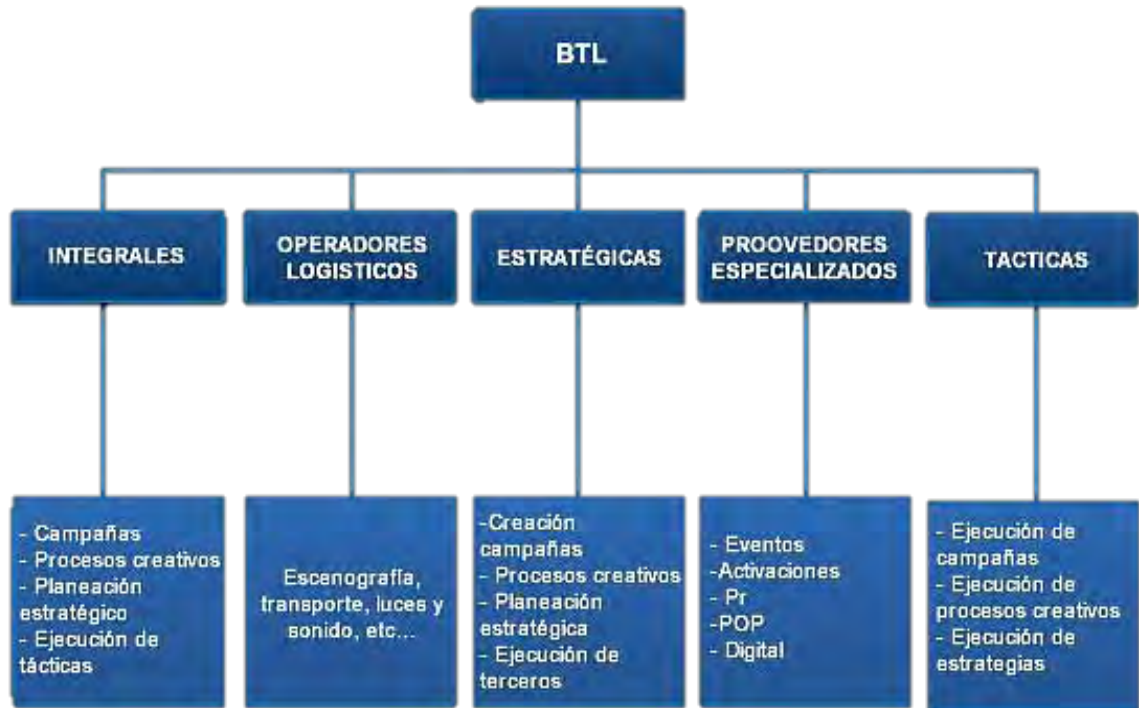 BTL
INTEGRALES
OPERADORES
LOGISTICOS
ESTRATÉGICAS
PROOVEDORES
ESPECIALIZADOS
TACTICAS
- Campañas
- Procesos creativos
- Planeación
estratégico
- Ejecución de
tácticas
Escenografía,
transporte, luces y
sonido, etc...
-Creación
campañas
- Procesos creativos
- Planeación
estratégica
- Ejecución de
terceros
- Eventos
-Activaciones
- Pr
-POP
- Digital
- Ejecución de
campañas
- Ejecución de
procesos creativos
- Ejecución de
estrategias